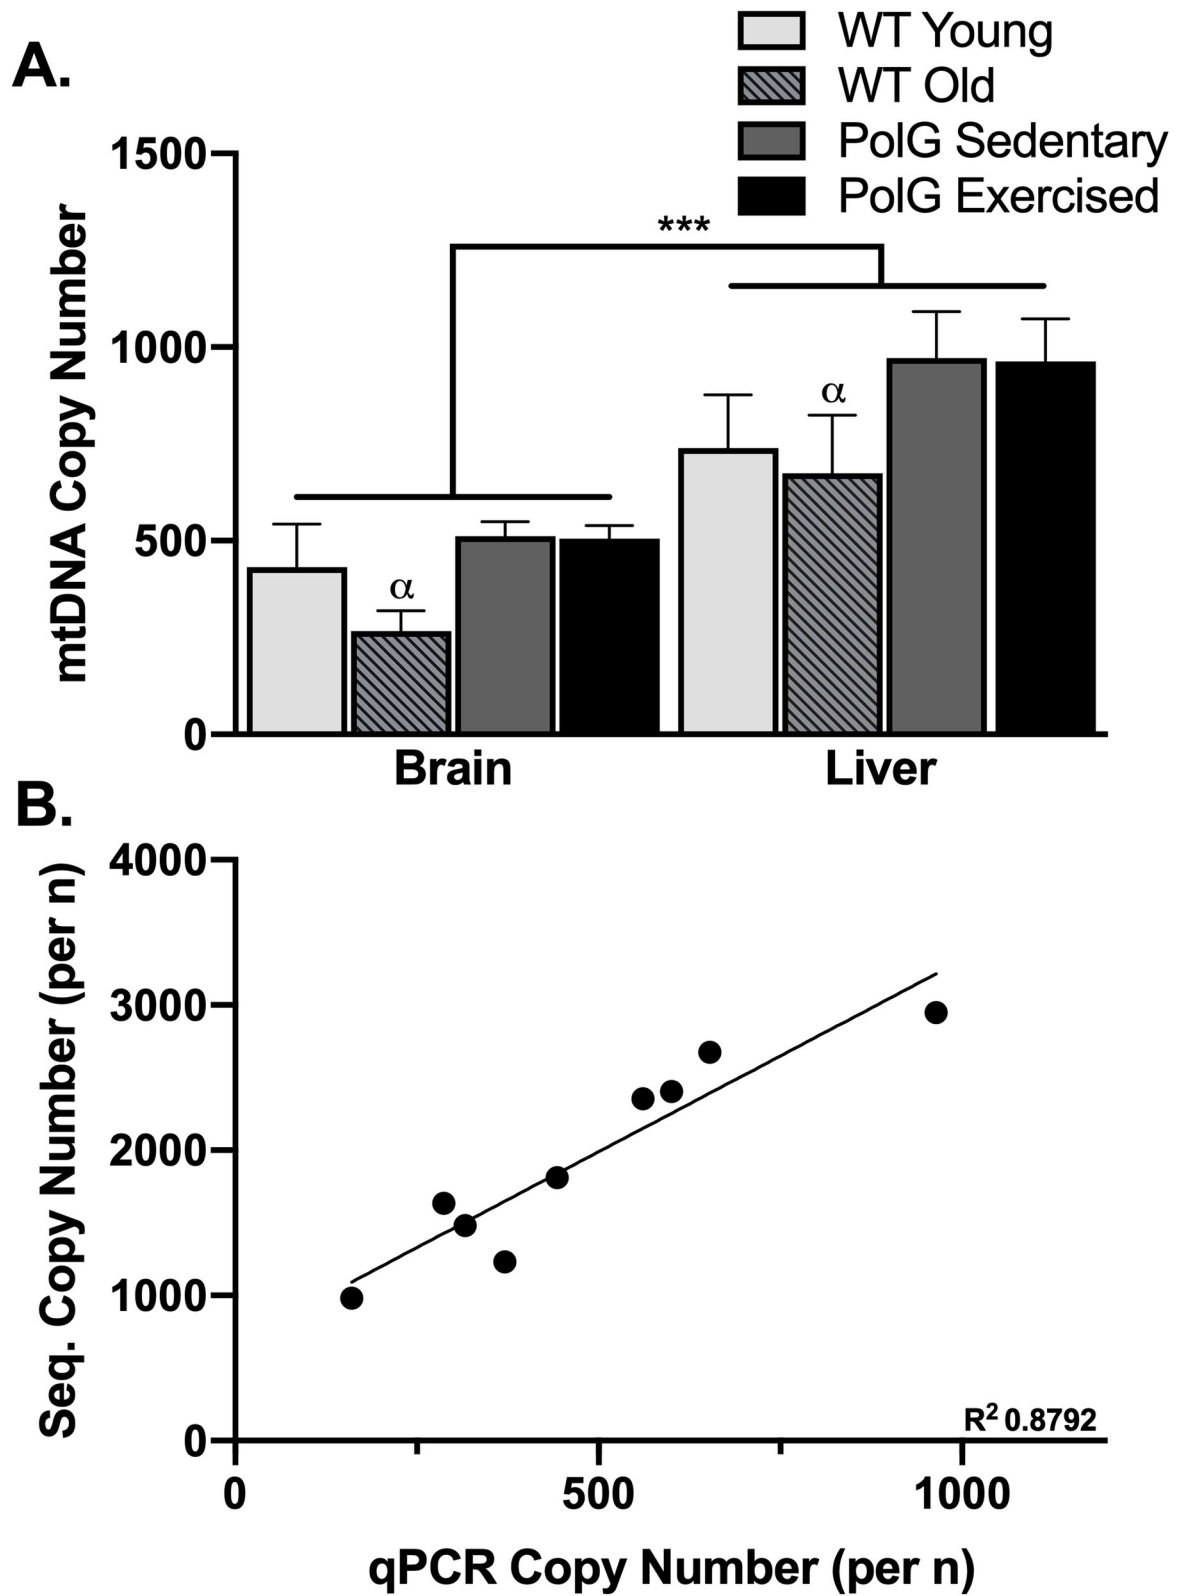 A.
WT Young
WT Old
PolG Sedentary
PolG Exercised
mtDNA Copy Number
1500
1000
500
0
***
α
α
Brain
Liver
B.
Seq. Copy Number (per n)
4000
3000
2000
1000
0
R² 0.8792
0
500
1000
qPCR Copy Number (per n)